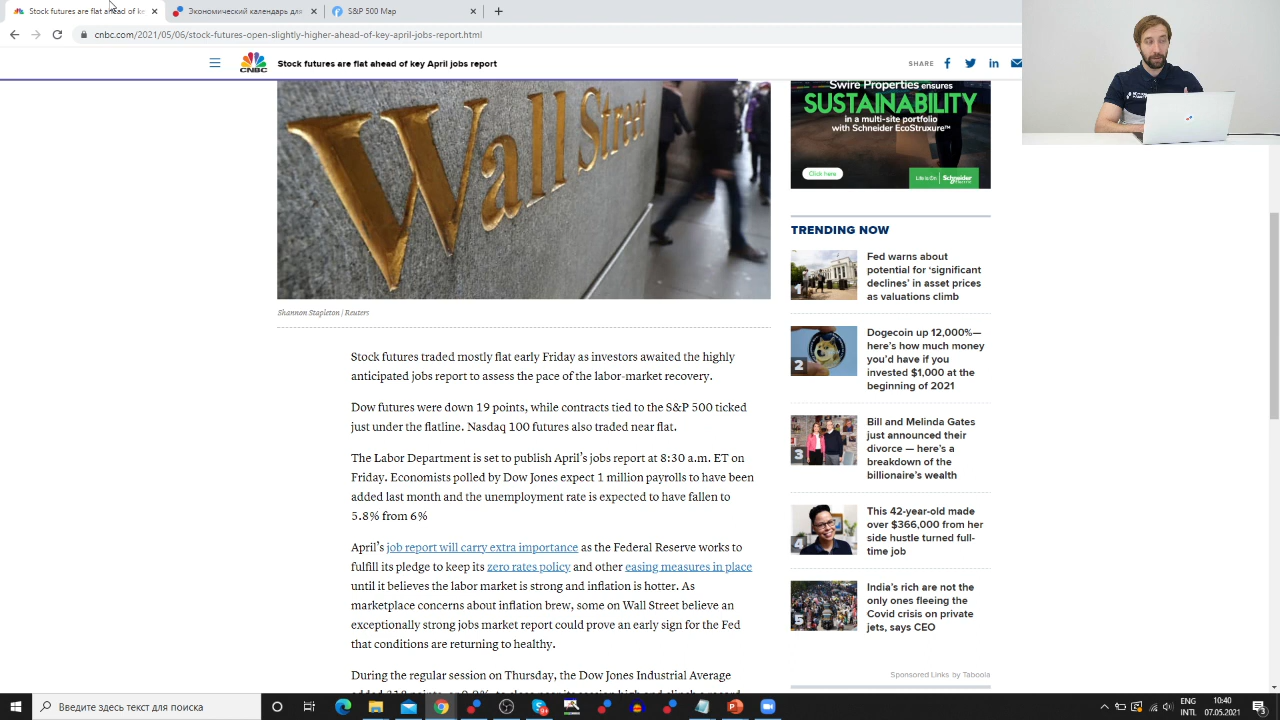 Stock futures are flat ahead of k
Экономический календарь дл
S&P 500 Map
cnbc.com/2021/05/06/stock-futures-open-slightly-higher-ahead-of-key-april-jobs-report.html
CNBC
Stock futures are flat ahead of key April jobs report
SHARE
Wall Street
Swire Properties ensures
SUSTAINABILITY
in a multi-site portfolio
with Schneider EcoStruxure™
Click here
Life Is On
Schneider
Electric
Shannon Stapleton | Reuters
Stock futures traded mostly flat early Friday as investors awaited the highly
anticipated jobs report to assess the pace of the labor-market recovery.
Dow futures were down 19 points, while contracts tied to the S&P 500 ticked
just under the flatline. Nasdaq 100 futures also traded near flat.
The Labor Department is set to publish April's jobs report at 8:30 a.m. ET on
Friday. Economists polled by Dow Jones expect 1 million payrolls to have been
added last month and the unemployment rate is expected to have fallen to
5.8% from 6%
April's job report will carry extra importance as the Federal Reserve works to
fulfill its pledge to keep its zero rates policy and other easing measures in place
until it believes the labor market is strong and inflation is hotter. As
marketplace concerns about inflation brew, some on Wall Street believe an
exceptionally strong jobs market report could prove an early sign for the Fed
that conditions are returning to healthy.
During the regular session on Thursday, the Dow Jones Industrial Average
TRENDING NOW
1
Fed warns about
potential for 'significant
declines' in asset prices
as valuations climb
2
Dogecoin up 12,000%—
here's how much money
you'd have if you
invested $1,000 at the
beginning of 2021
3
Bill and Melinda Gates
just announced their
divorce — here's a
breakdown of the
billionaire's wealth
4
This 42-year-old made
over $366,000 from her
side hustle turned full-
time job
5
India's rich are not the
only ones fleeing the
Covid crisis on private
jets, says CEO
Sponsored Links by Taboola
Введите здесь текст для поиска
ENG
INTL
10:40
07.05.2021